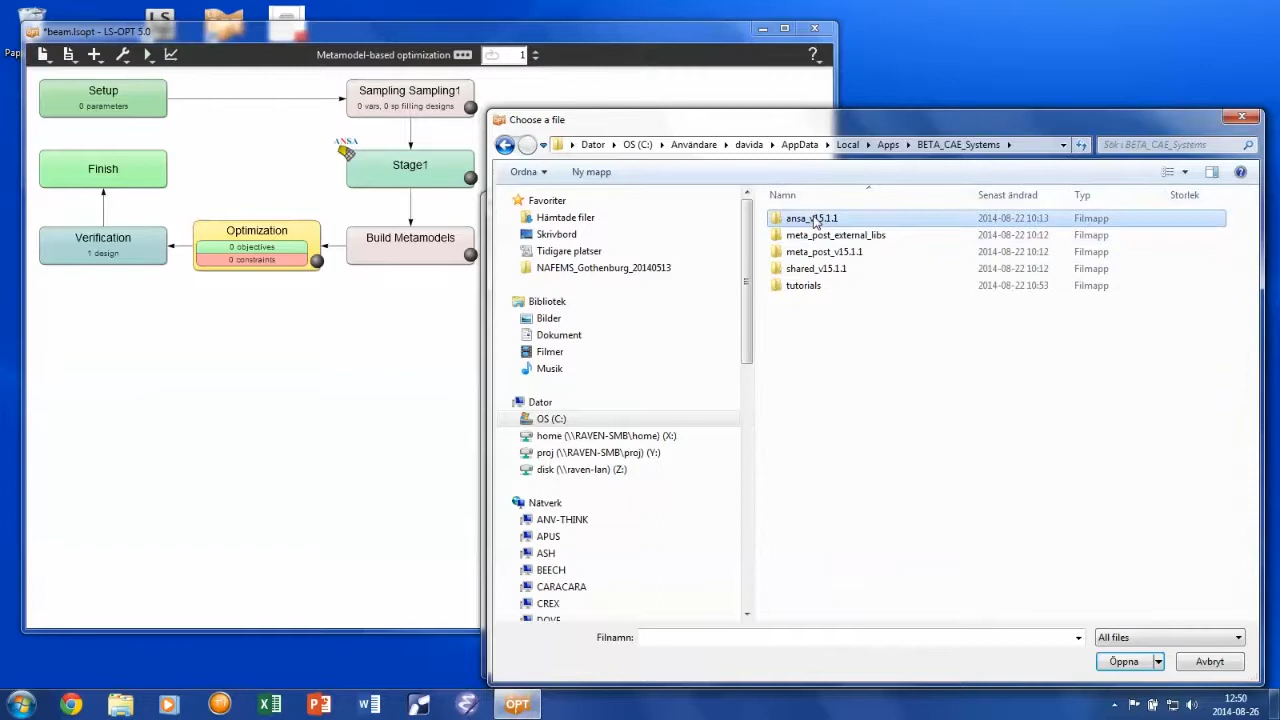 Pap
LS
*beam.lsopt - LS-OPT 5.0
Metamodel-based optimization
1
?
Setup
0 parameters
Sampling Sampling1
0 vars, 0 sp filling designs
ANSA
Stage1
Finish
Verification
1 design
Optimization
0 objectives
0 constraints
Build Metamodels
Choose a file
Dator
OS (C:)
Användare
davida
AppData
Local
Apps
BETA_CAE_Systems
Sök i BETA_CAE_Systems
Ordna
Ny mapp
Namn
Senast ändrad
Typ
Storlek
ansa_v15.1.1
2014-08-22 10:13
Filmapp
meta_post_external_libs
2014-08-22 10:12
Filmapp
meta_post_v15.1.1
2014-08-22 10:12
Filmapp
shared_v15.1.1
2014-08-22 10:12
Filmapp
tutorials
2014-08-22 10:53
Filmapp
Favoriter
Hämtade filer
Skrivbord
Tidigare platser
NAFEMS_Gothenburg_20140513
Bibliotek
Bilder
Dokument
Filmer
Musik
Dator
OS (C:)
home (\\RAVEN-SMB\home) (X:)
proj (\\RAVEN-SMB\proj) (Y:)
disk (\\raven-lan) (Z:)
Nätverk
ANV-THINK
APUS
ASH
BEECH
CARACARA
CREX
DOVE
Filnamn:
All files
Öppna
Avbryt
OPT
12:50
2014-08-26